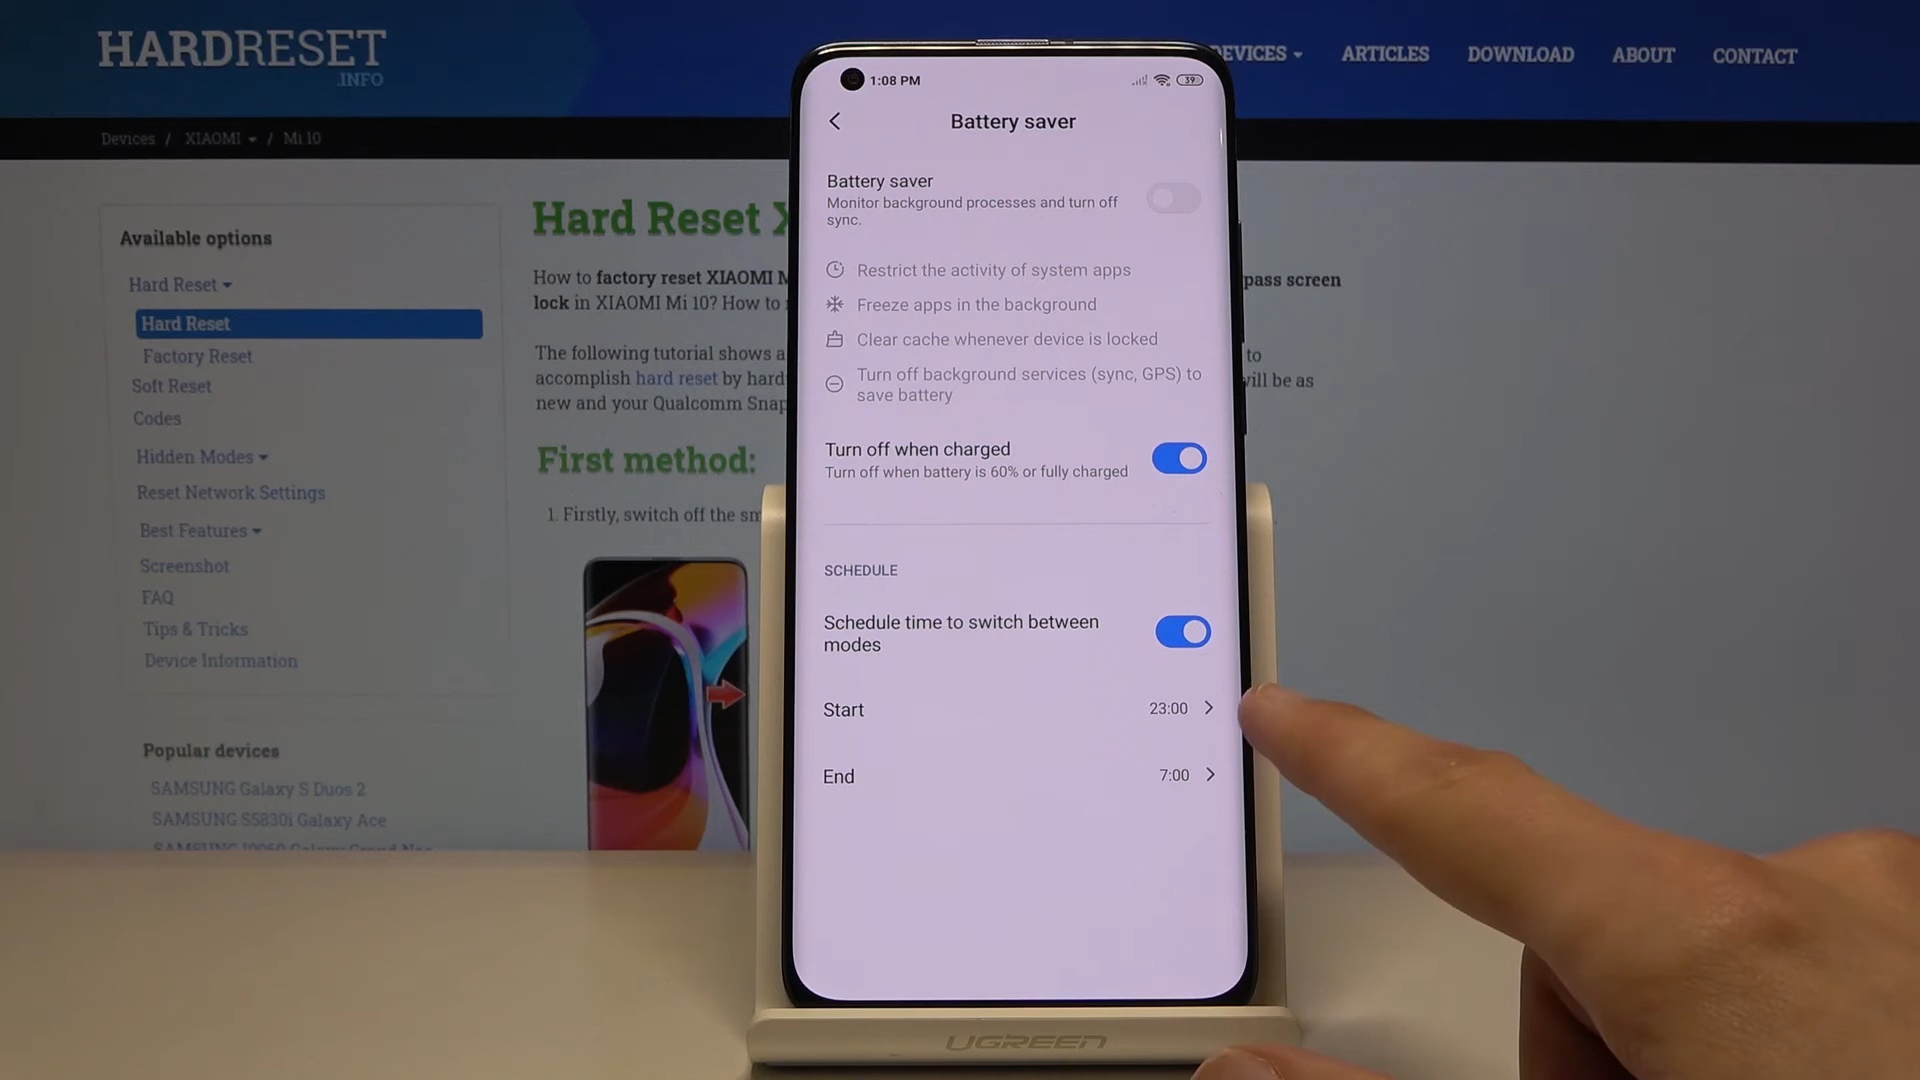 HARDRESET
.INFO
DEVICES
ARTICLES
DOWNLOAD
ABOUT
CONTACT
Devices / XIAOMI / Mi 10
Available options
Hard Reset
Hard Reset
Factory Reset
Soft Reset
Codes
Hidden Modes
Reset Network Settings
Best Features
Screenshot
FAQ
Tips & Tricks
Device Information
Popular devices
SAMSUNG Galaxy S Duos 2
SAMSUNG S5830i Galaxy Ace
Hard Reset
How to factory reset XIAOMI
pass screen
lock in XIAOMI Mi 10? How to
The following tutorial shows a
to
accomplish hard reset by hard
will be as
new and your Qualcomm Snap
First method:
1. Firstly, switch off the
1:08 PM
39
Battery saver
Battery saver
Monitor background processes and turn off
sync.
Restrict the activity of system apps
Freeze apps in the background
Clear cache whenever device is locked
Turn off background services (sync, GPS) to
save battery
Turn off when charged
Turn off when battery is 60% or fully charged
SCHEDULE
Schedule time to switch between
modes
Start 23:00
End 7:00
UGREEN